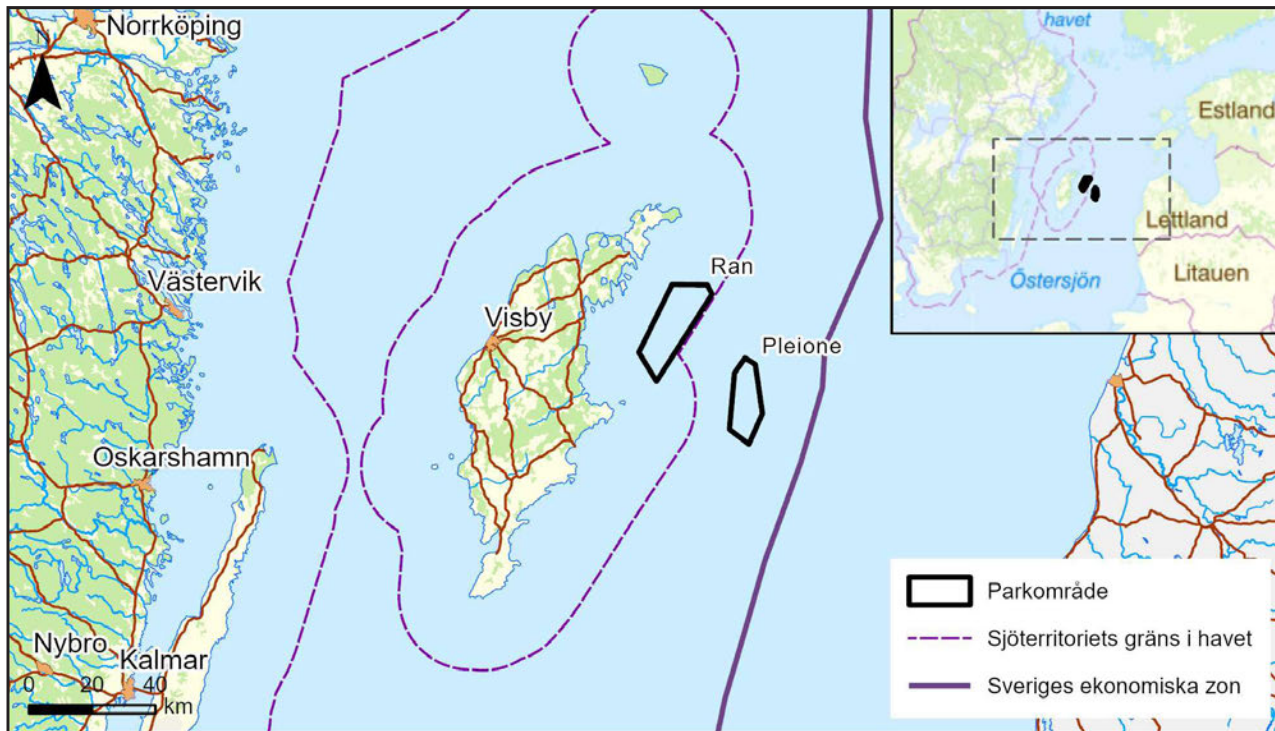 Norrköping
N
Västervik
Visby
Ran
Pleione
Oskarshamn
Nybro
Kalmar
0 20 40
km
havet
Estland
Lettland
Litauen
Östersjön
Parkområde
Sjöterritoriets gräns i havet
Sveriges ekonomiska zon